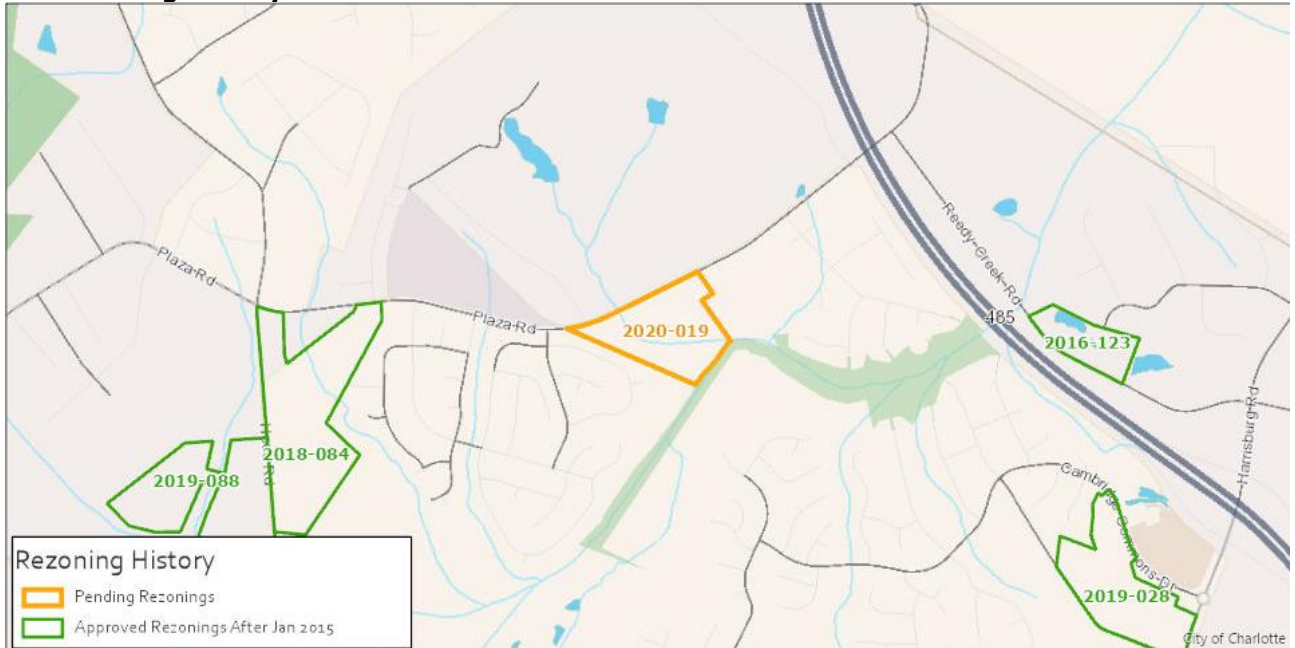 Plaza Rd
Plaza Rd
2020-019
Reedy Creek Rd
485
2016-123
Harrisburg Rd
2018-084
2019-088
Cambridge Commons Dr
2019-028
Rezoning History
Pending Rezonings
Approved Rezonings After Jan 2015
City of Charlotte